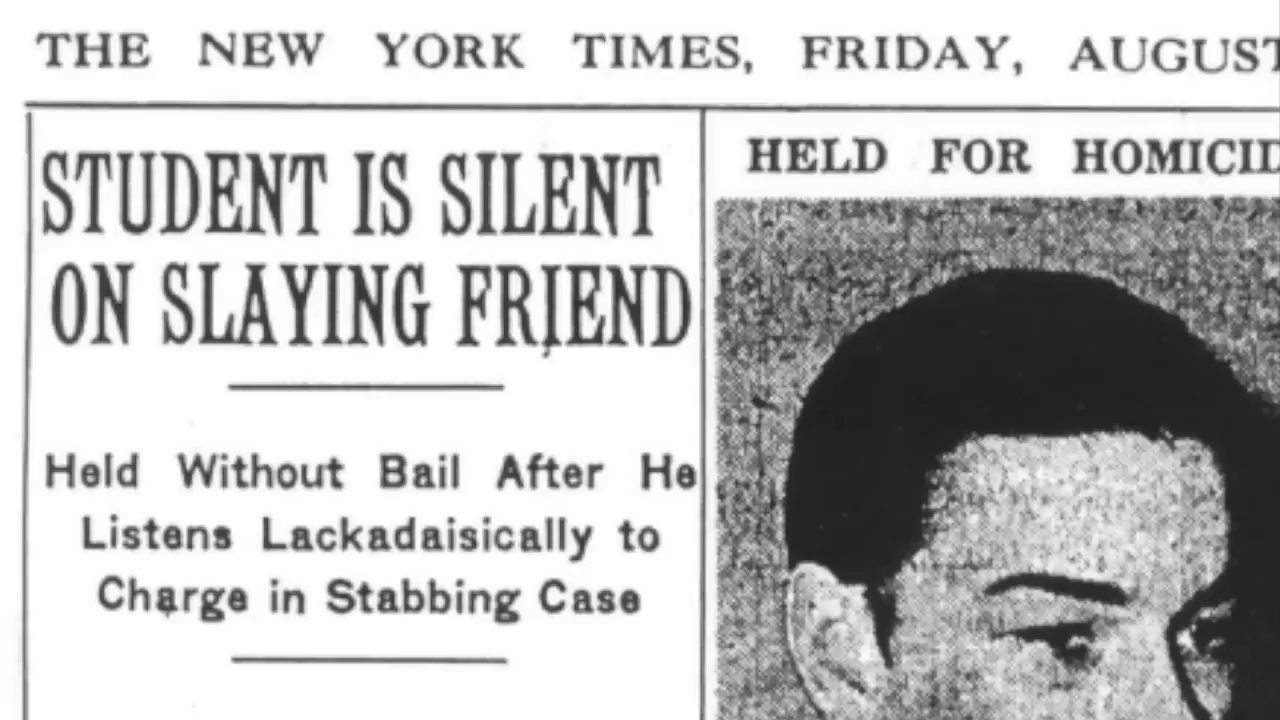 THE NEW YORK TIMES, FRIDAY, AUGUST
STUDENT IS SILENT
ON SLAYING FRIEND
Held Without Bail After He
Listens Lackadaisically to
Charge in Stabbing Case
HELD FOR HOMICID